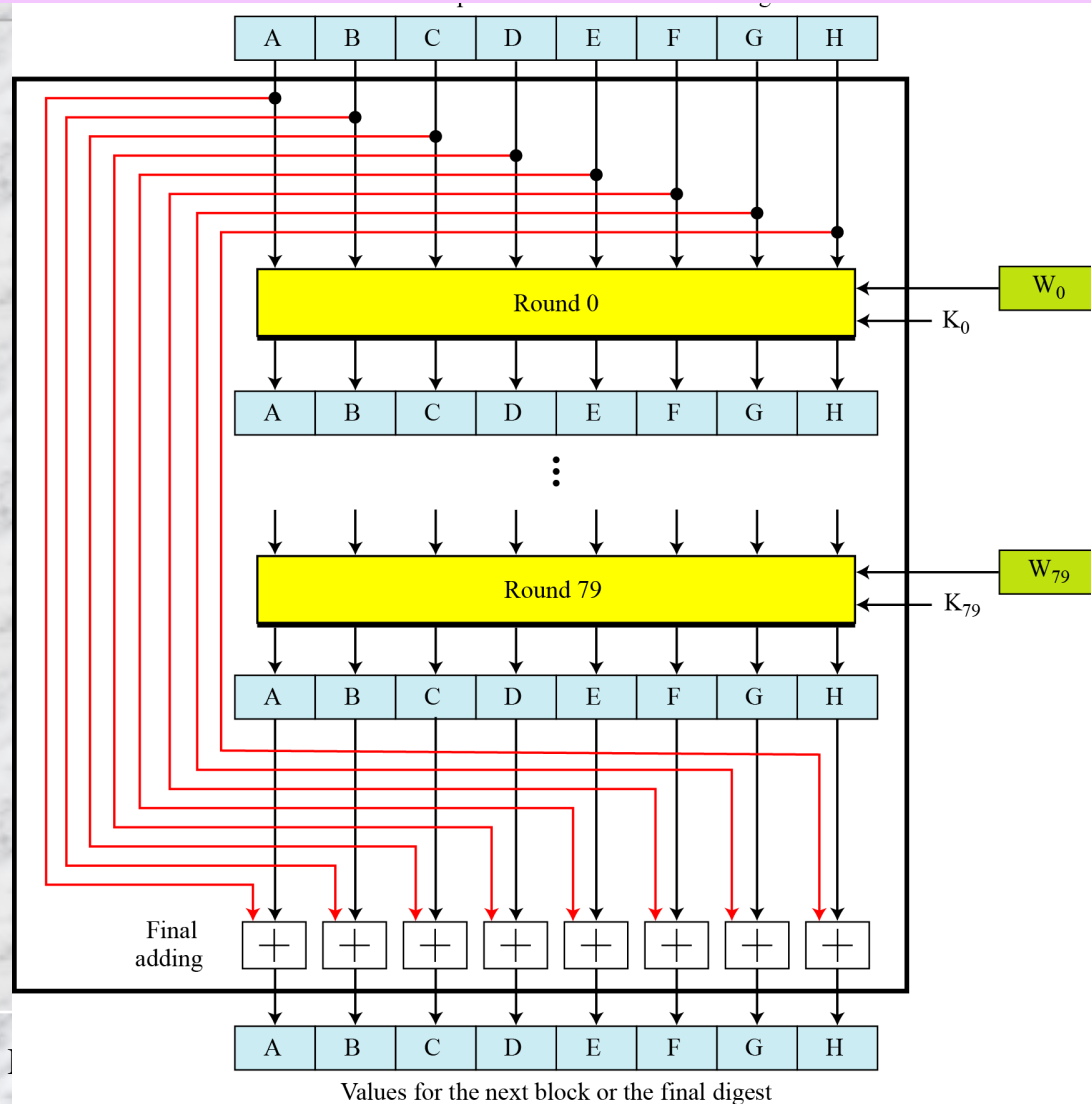 A B C D E F G H
Round 0
W0
K0
A B C D E F G H
Round 79
W79
K79
A B C D E F G H
Final
adding
A B C D E F G H
Values for the next block or the final digest